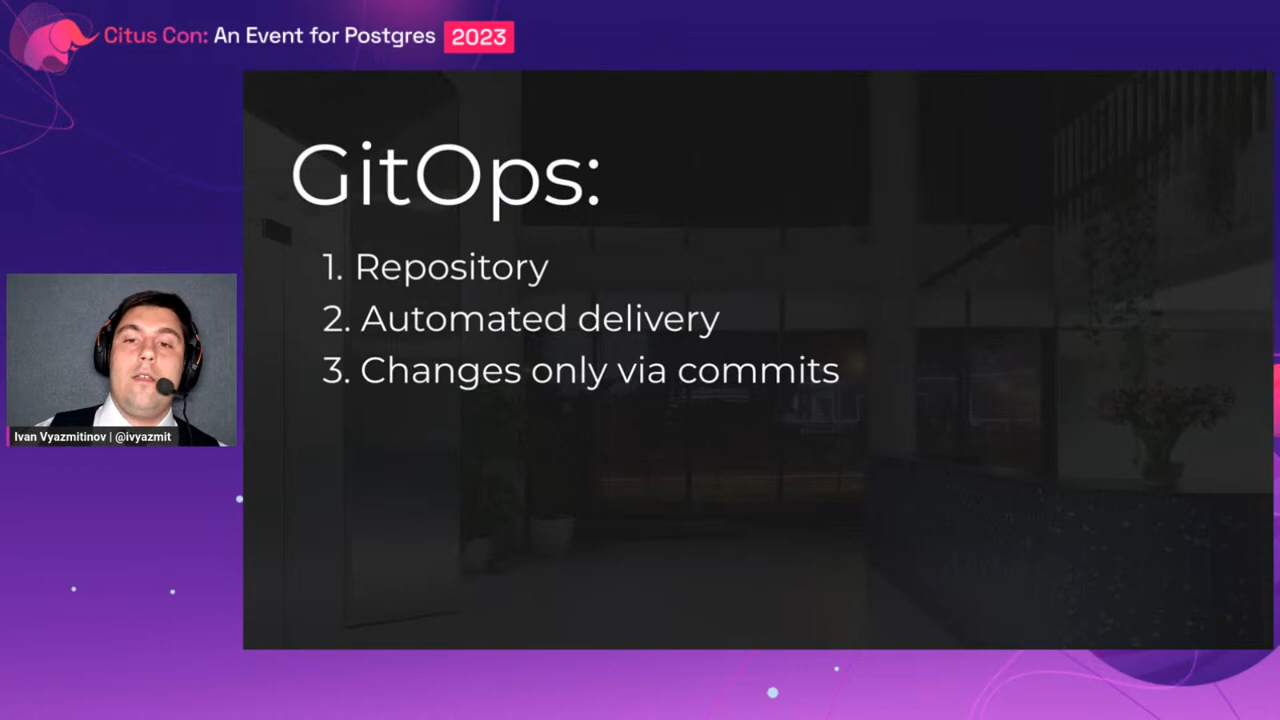 Citus Con: An Event for Postgres 2023
GitOps:
1. Repository
2. Automated delivery
3. Changes only via commits
Ivan Vyazmitinov | @ivyazmit